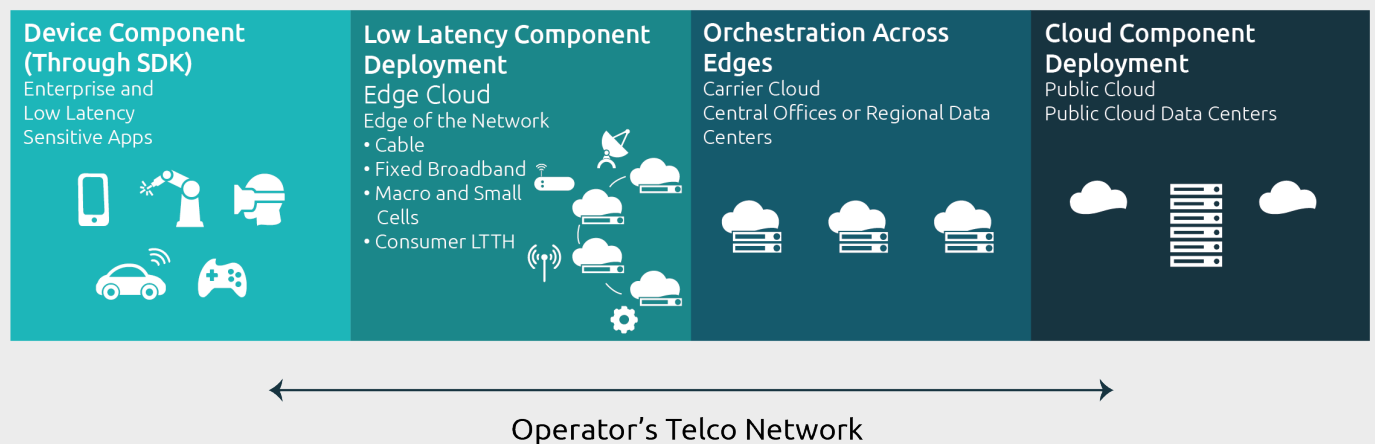 Device Component
(Through SDK)
Enterprise and
Low Latency
Sensitive Apps
Low Latency Component
Deployment
Edge Cloud
Edge of the Network
• Cable
• Fixed Broadband
• Macro and Small
Cells
• Consumer LTTH
Orchestration Across
Edges
Carrier Cloud
Central Offices or Regional Data
Centers
Cloud Component
Deployment
Public Cloud
Public Cloud Data Centers
Operator's Telco Network